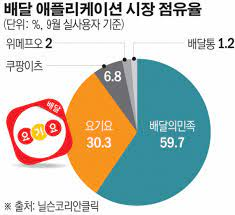 배달 애플리케이션 시장 점유율
(단위: %, 9월 실사용자 기준)
위메프오 2
배달통 1.2
쿠팡이츠
6.8
배달
요기요
요기요
30.3
배달의민족
59.7
※ 출처 : 닐슨코리안클릭